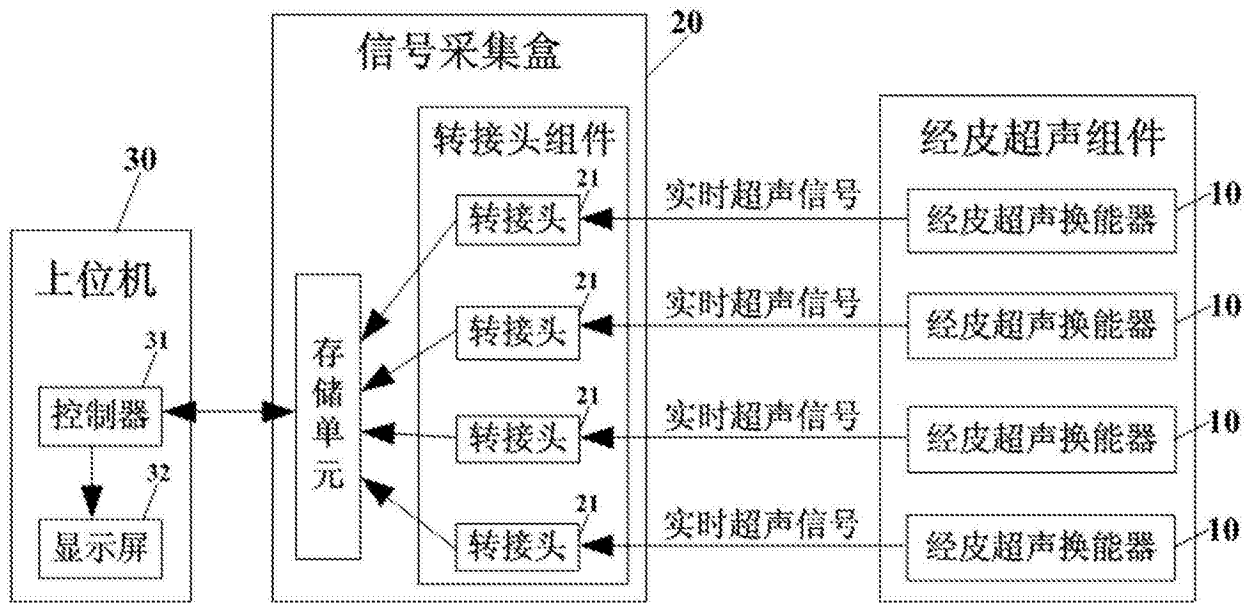 信号采集盒
20
转接头组件
经皮超声组件
30
上位机
21
转接头
实时超声信号
经皮超声换能器
10
21
转接头
实时超声信号
经皮超声换能器
10
存储单元
31
控制器
21
转接头
实时超声信号
经皮超声换能器
10
32
显示屏
21
转接头
实时超声信号
经皮超声换能器
10